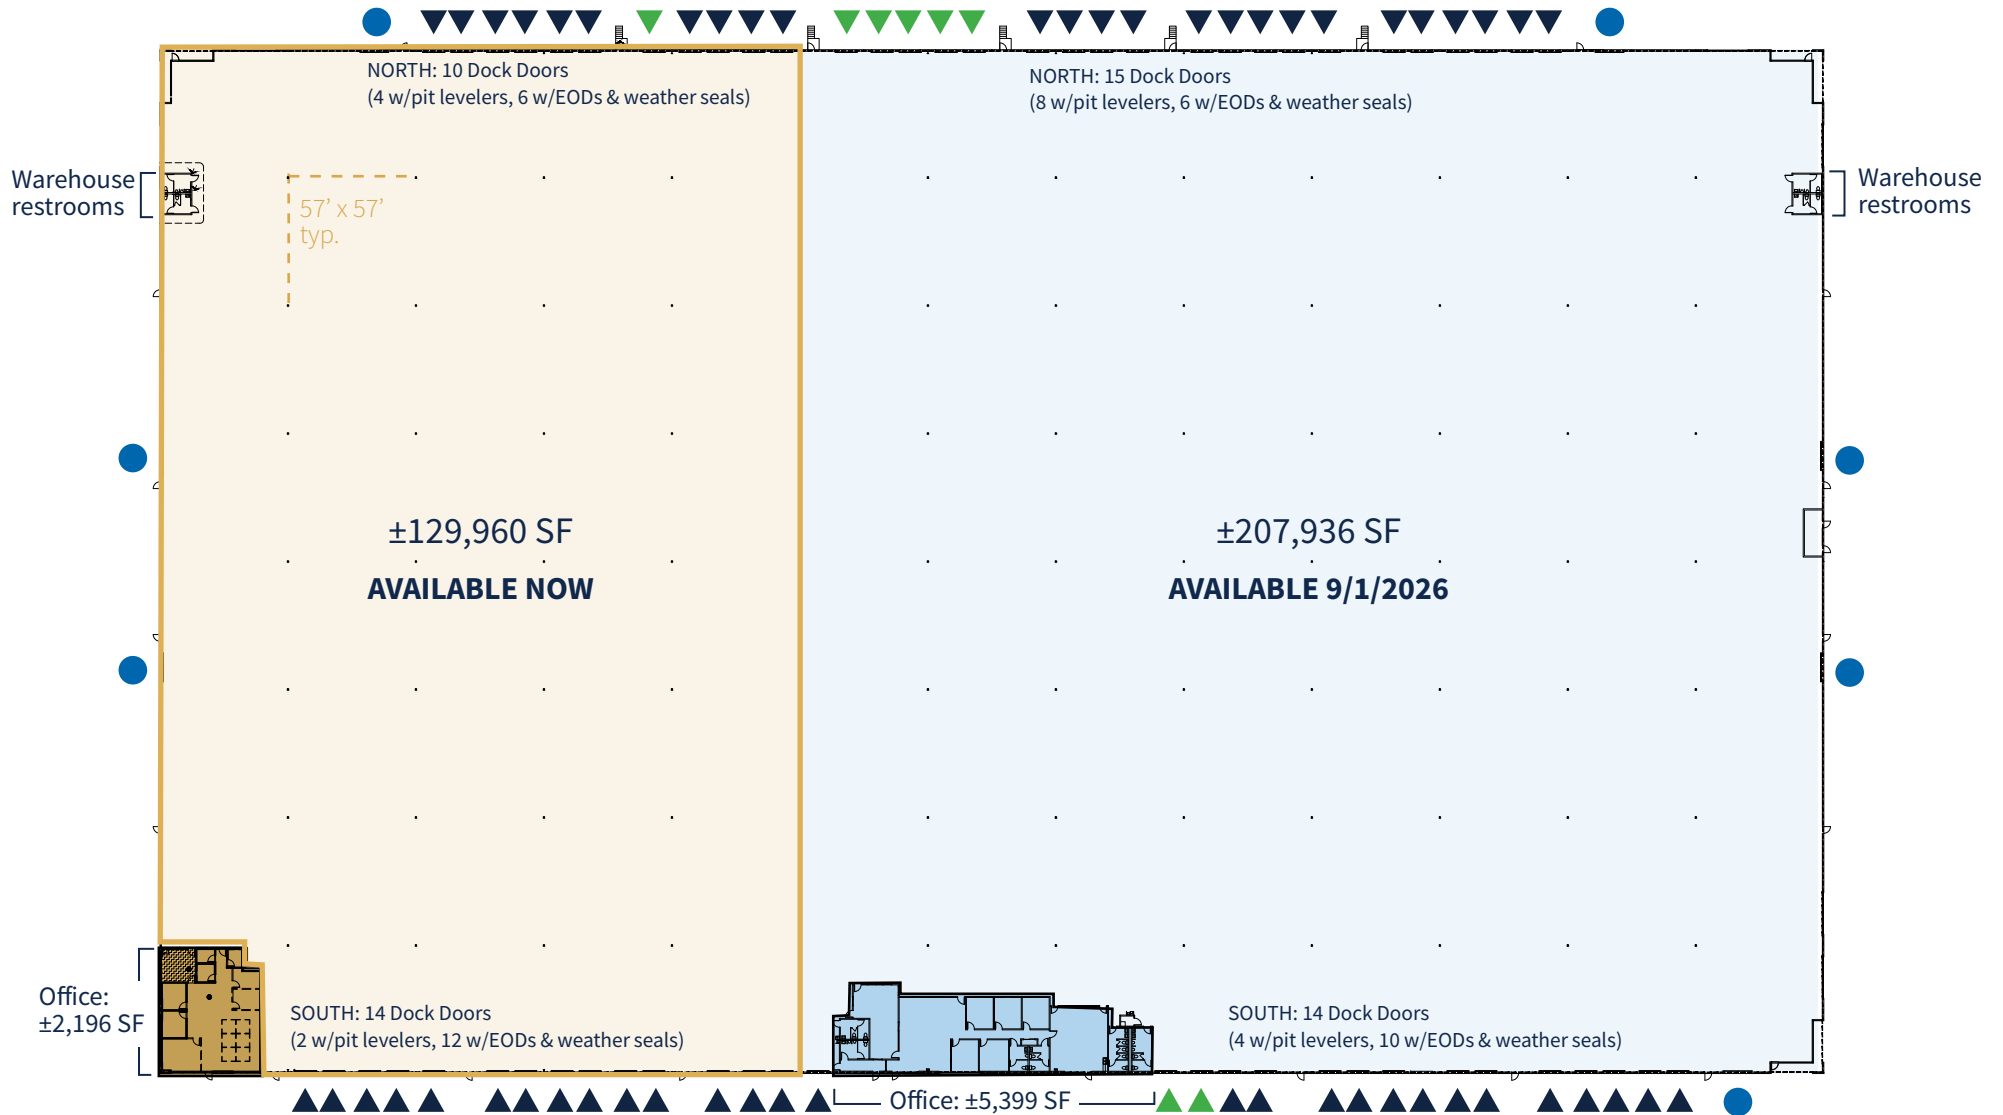 NORTH: 10 Dock Doors
(4 w/pit levelers, 6 w/EODs & weather seals)
NORTH: 15 Dock Doors
(8 w/pit levelers, 6 w/EODs & weather seals)
Warehouse
restrooms
57’ x 57’
typ.
Warehouse
restrooms
±129,960 SF
AVAILABLE NOW
±207,936 SF
AVAILABLE 9/1/2026
Office:
±2,196 SF
SOUTH: 14 Dock Doors
(2 w/pit levelers, 12 w/EODs & weather seals)
SOUTH: 14 Dock Doors
(4 w/pit levelers, 10 w/EODs & weather seals)
Office: ±5,399 SF